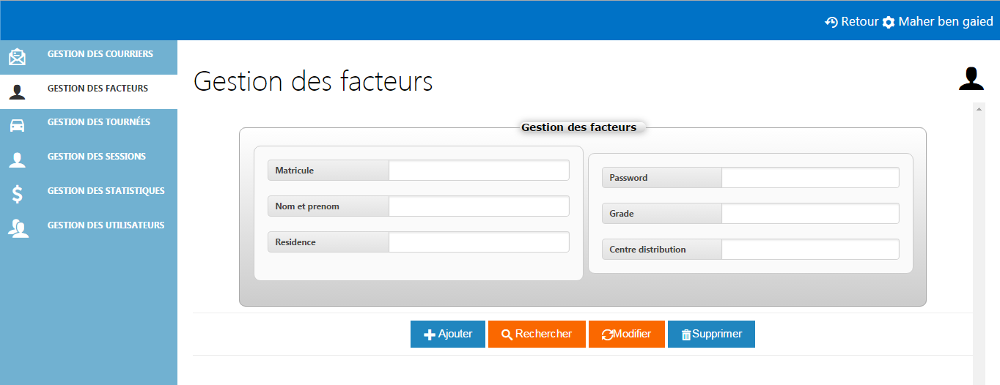 Retour Maher ben gaied
GESTION DES COURRIERS
GESTION DES FACTEURS
GESTION DES TOURNÉES
GESTION DES SESSIONS
GESTION DES STATISTIQUES
GESTION DES UTILISATEURS
Gestion des facteurs
Gestion des facteurs
Matricule
Nom et prenom
Residence
Password
Grade
Centre distribution
Ajouter Rechercher Modifier Supprimer